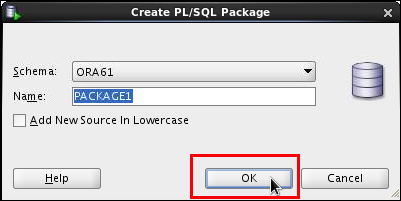 Create PL/SQL Package
Schema: ORA61
Name: PACKAGE1
Add New Source In Lowercase
Help OK Cancel